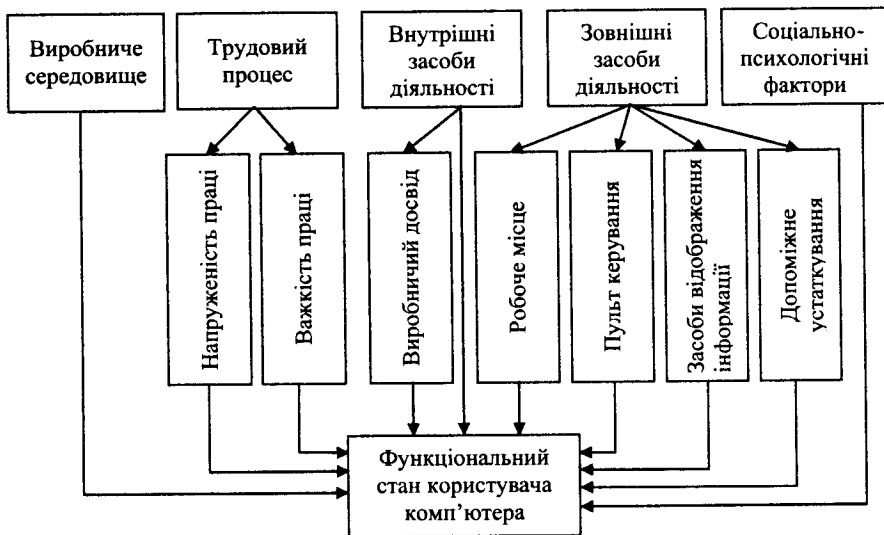 Виробниче
середовище
Трудовий
процес
Внутрішні
засоби
діяльності
Зовнішні
засоби
діяльності
Соціально-
психологічні
фактори
Напруженість праці
Важкість праці
Виробничий досвід
Робоче місце
Пульт керування
Засоби відображення
інформації
Допоміжне
устаткування
Функціональний
стан користувача
комп’ютера